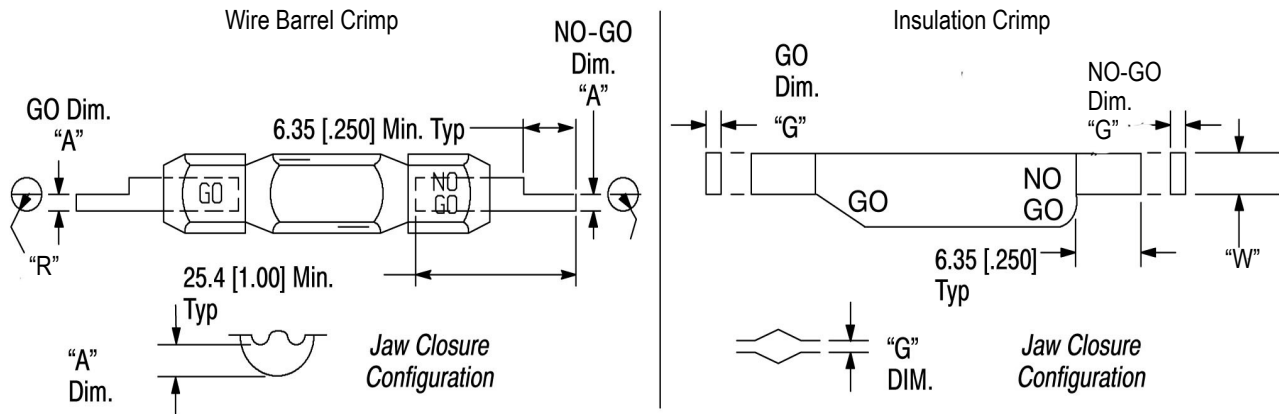 Wire Barrel Crimp
NO-GO
Dim.
“A”
GO Dim.
“A”
6.35 [.250] Min. Typ
GO
NO
GO
“R”
25.4 [1.00] Min.
Typ
“A”
Dim.
Jaw Closure
Configuration
Insulation Crimp
GO
Dim.
“G”
NO-GO
Dim.
“G”
GO
NO
GO
6.35 [.250]
Typ
“W”
“G”
DIM.
Jaw Closure
Configuration